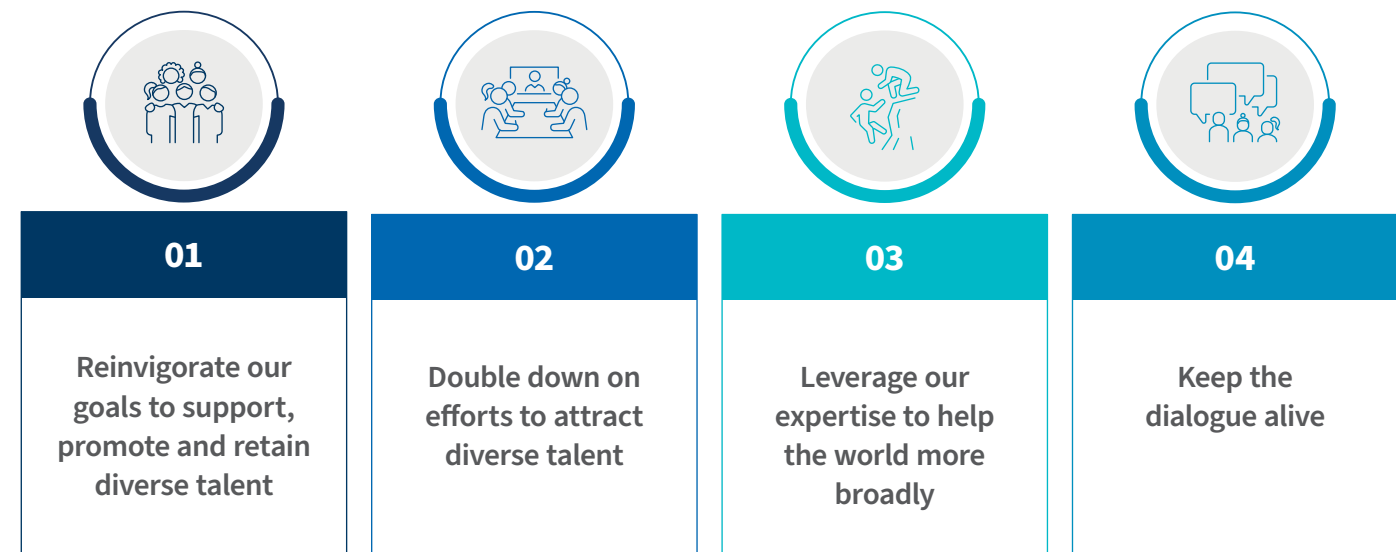 01
Reinvigorate our
goals to support,
promote and retain
diverse talent
02
Double down on
efforts to attract
diverse talent
03
Leverage our
expertise to help
the world more
broadly
04
Keep the
dialogue alive